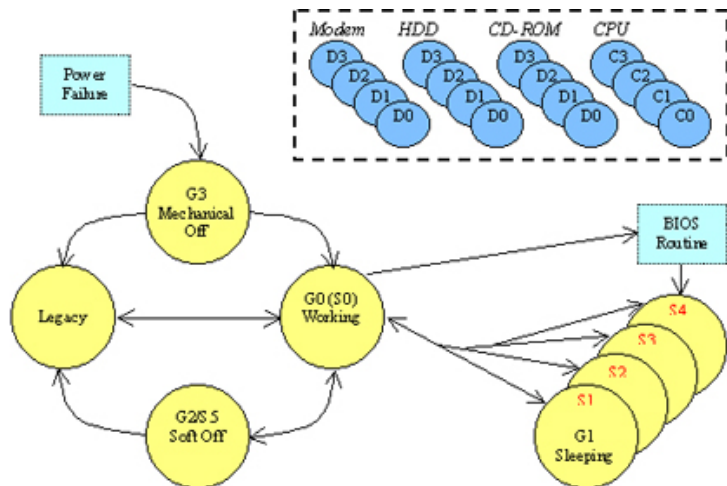 Modem HDD CD-ROM CPU
D3 D3 D3 C3
D2 D2 D2 C2
D1 D1 D1 C1
D0 D0 D0 C0
Power
Failure
G3
Mechanical
Off
BIOS
Routine
Legacy
G0 (S0)
Working
S4
S3
S2
S1
G1
Sleeping
G2/S5
Soft Off